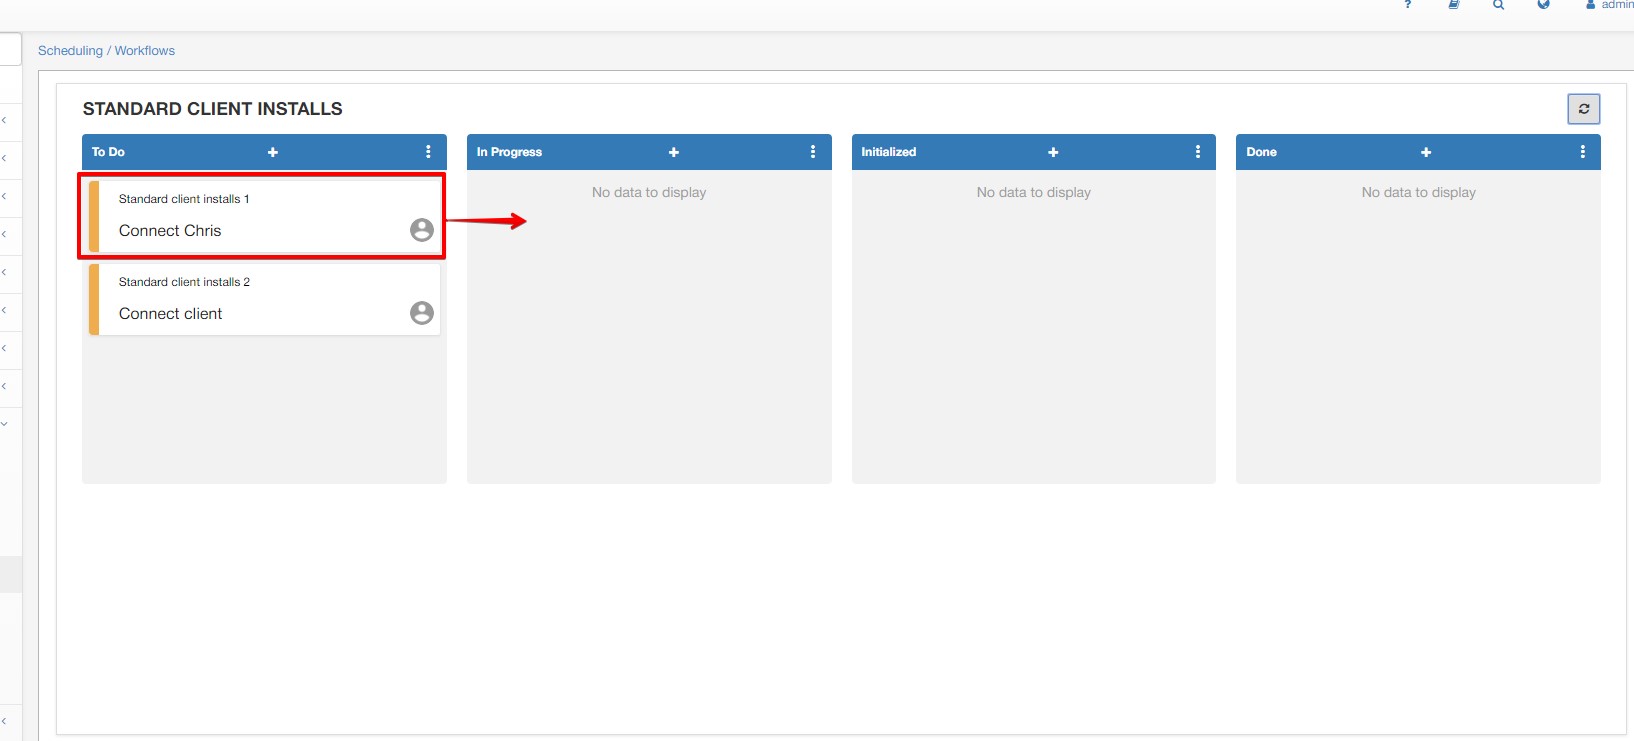 ?
admin
Scheduling / Workflows
STANDARD CLIENT INSTALLS
To Do
In Progress
Initialized
Done
Standard client installs 1
Connect Chris
Standard client installs 2
Connect client
No data to display
No data to display
No data to display